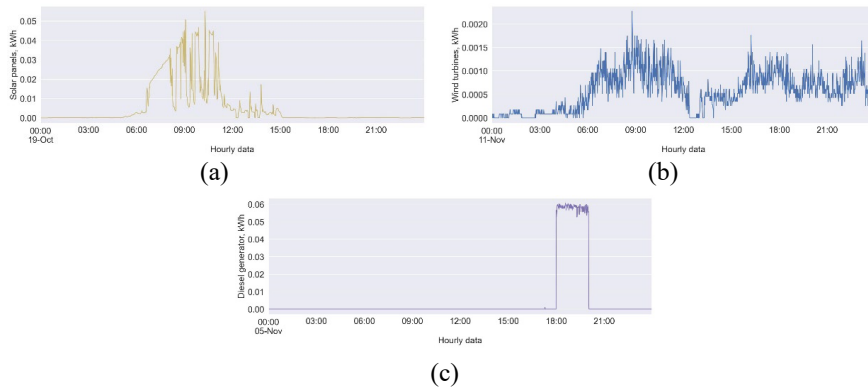 Solar panels, kWh
0.05
0.04
0.03
0.02
0.01
0.00
00:00 03:00 06:00 09:00 12:00 15:00 18:00 21:00
19-Oct
Hourly data
(a)
Wind turbines, kWh
0.0020
0.0015
0.0010
0.0005
0.0000
00:00 03:00 06:00 09:00 12:00 15:00 18:00 21:00
11-Nov
Hourly data
(b)
Diesel generator, kWh
0.06
0.05
0.04
0.03
0.02
0.01
0.00
00:00 03:00 06:00 09:00 12:00 15:00 18:00 21:00
05-Nov
Hourly data
(c)